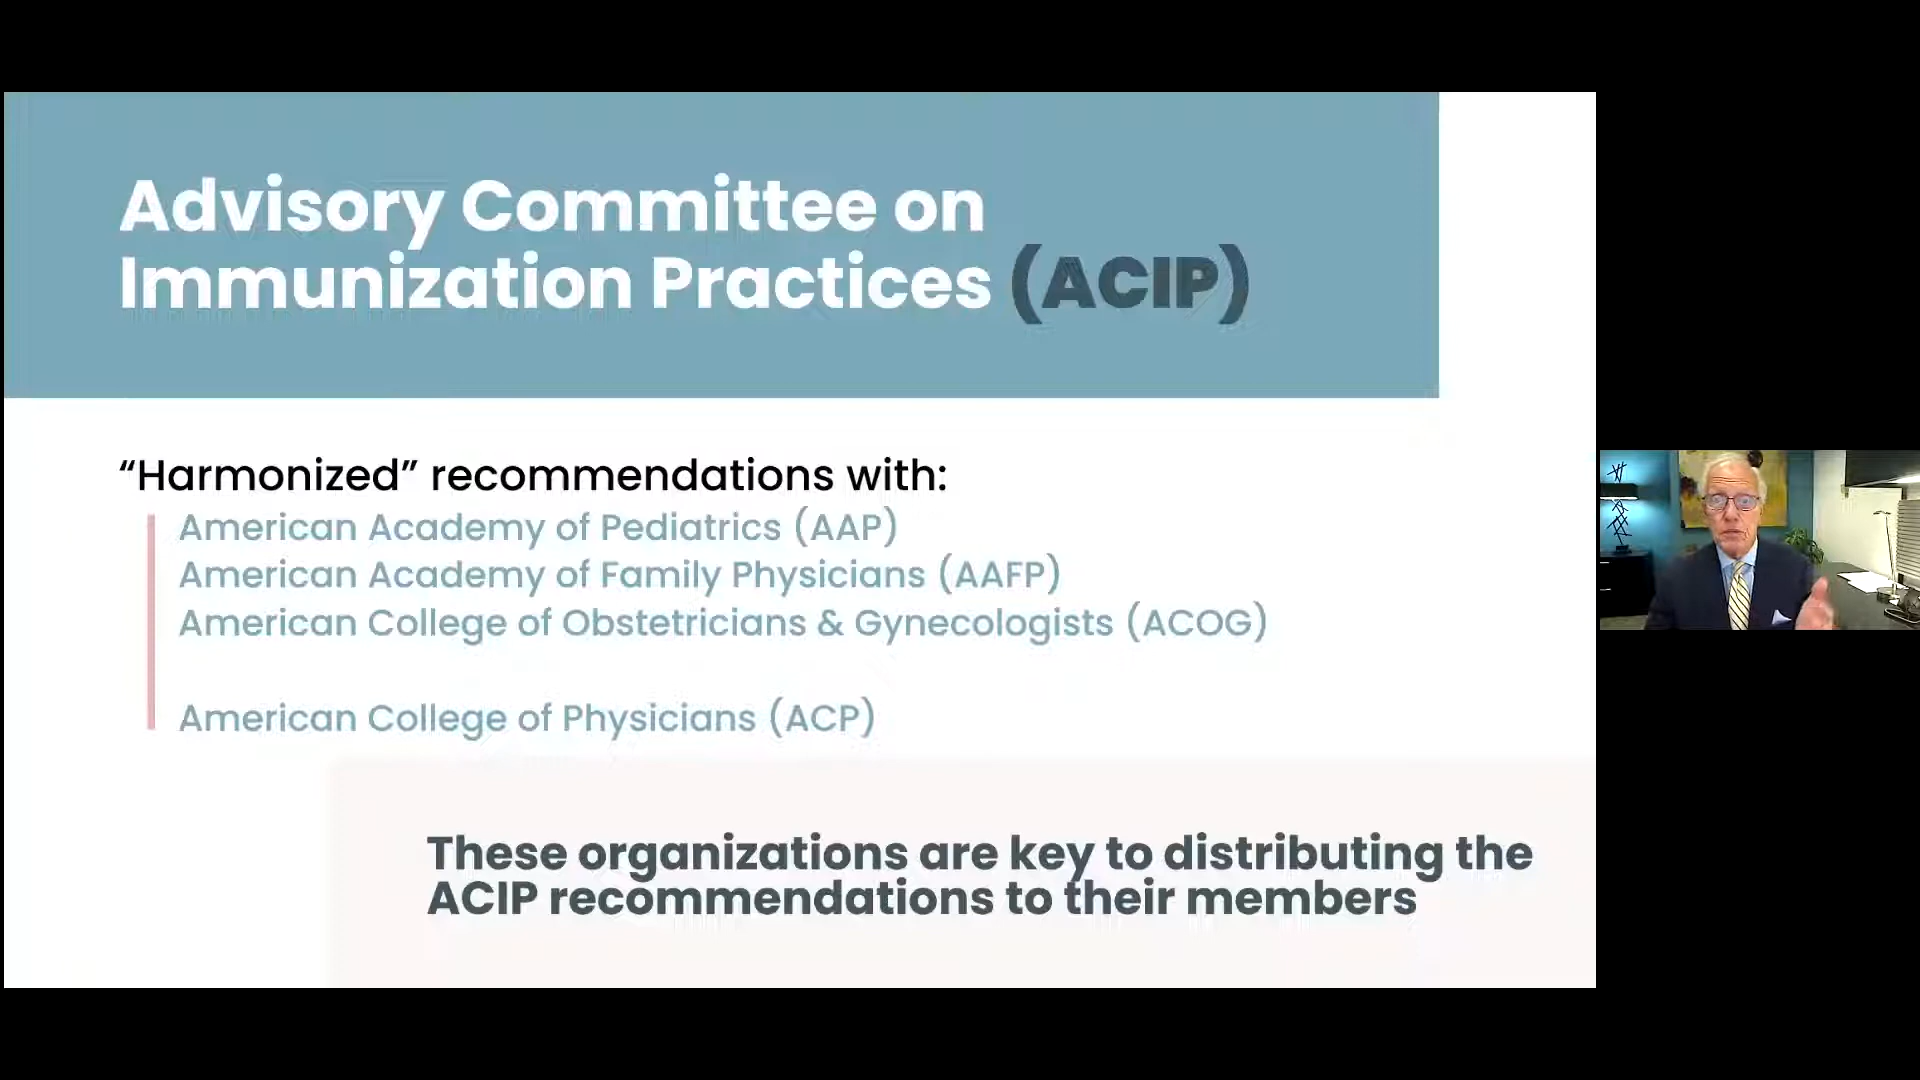 Advisory Committee on
Immunization Practices (ACIP)
“Harmonized” recommendations with:
American Academy of Pediatrics (AAP)
American Academy of Family Physicians (AAFP)
American College of Obstetricians & Gynecologists (ACOG)
American College of Physicians (ACP)
These organizations are key to distributing the
ACIP recommendations to their members